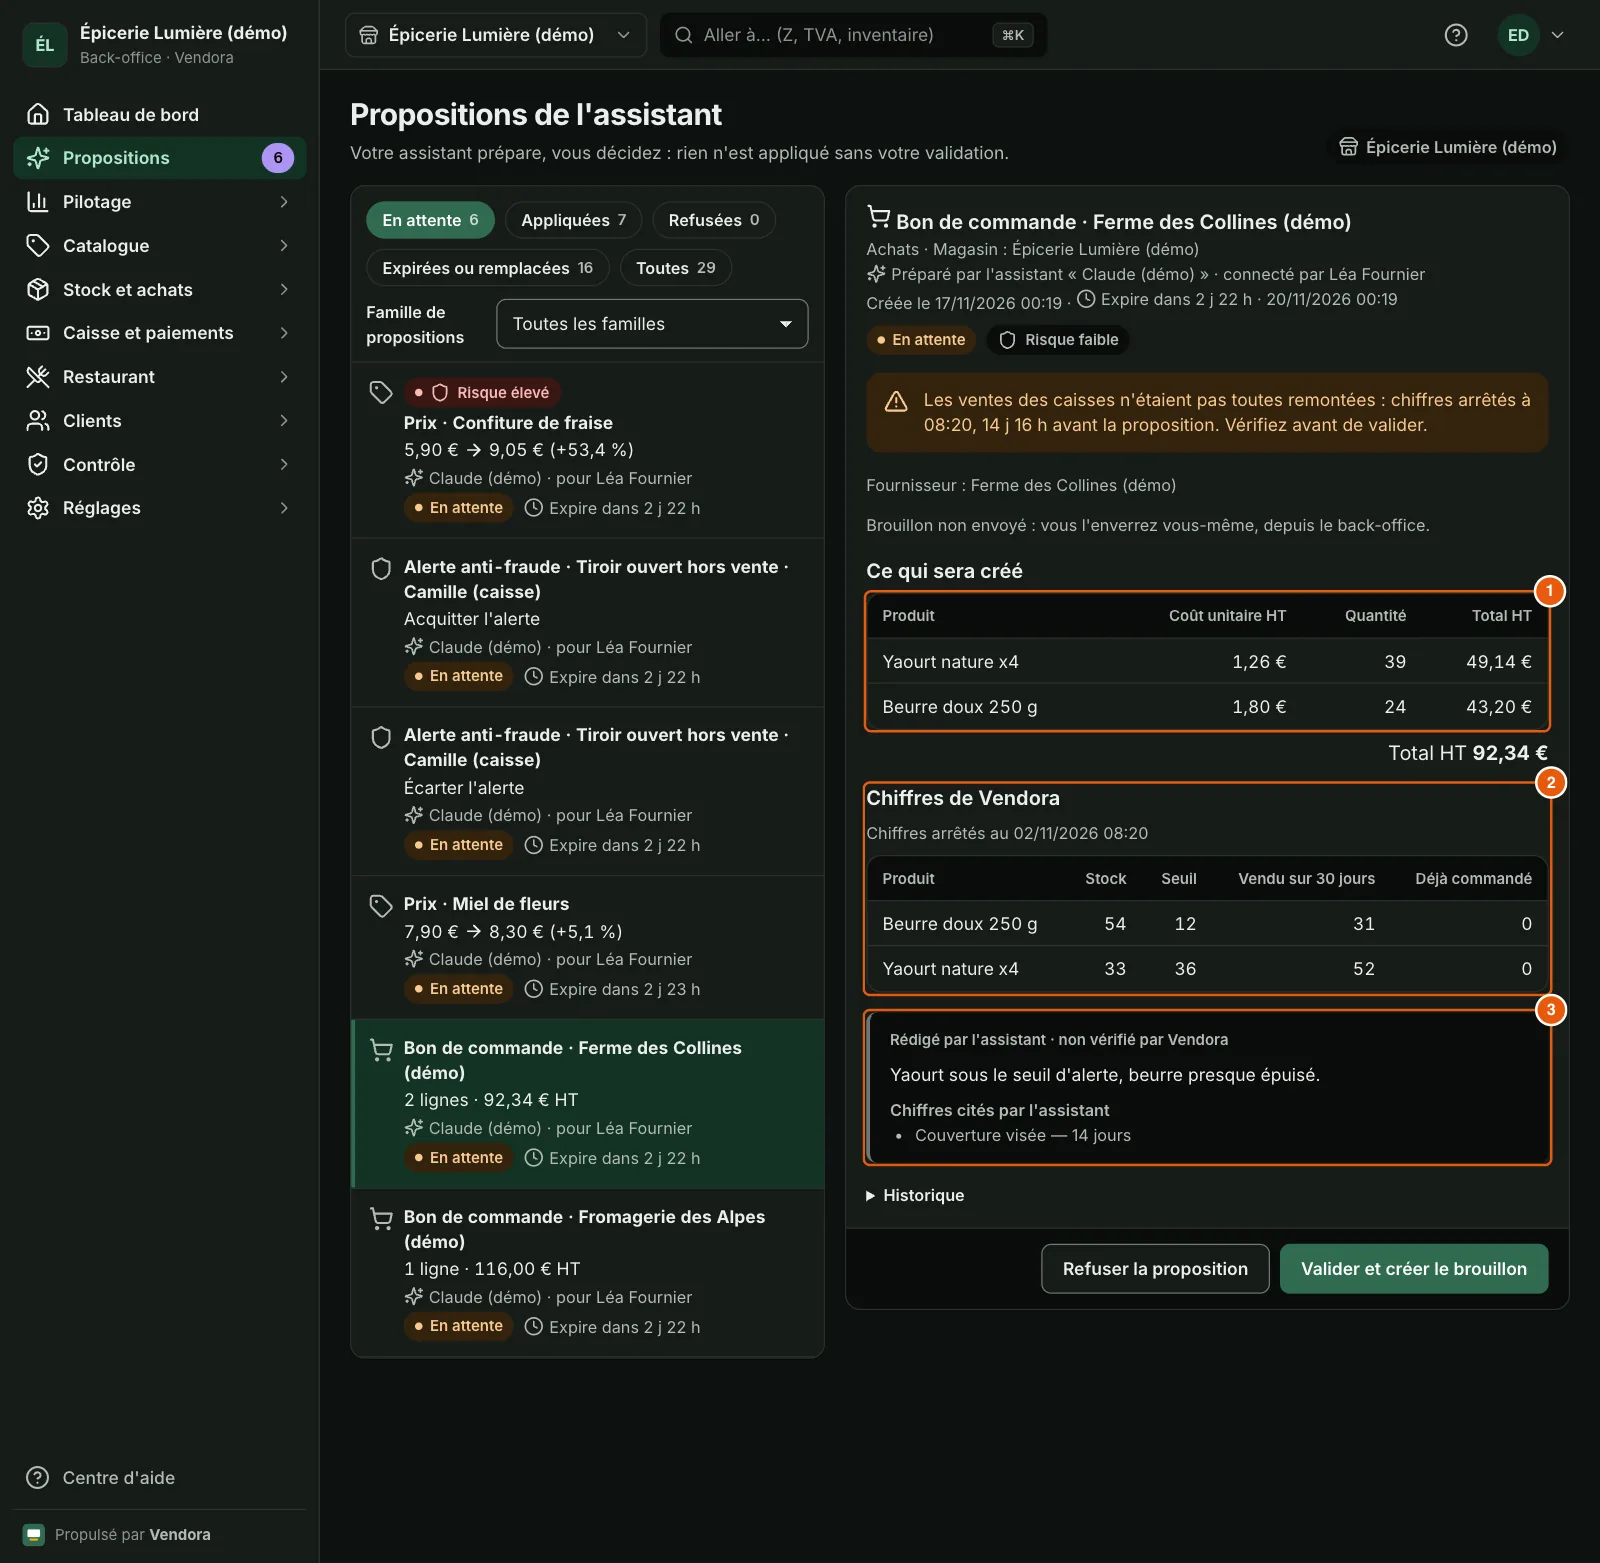 ÉL
Épicerie Lumière (démo)
Back-office · Vendora
Tableau de bord
Propositions 6
Pilotage
Catalogue
Stock et achats
Caisse et paiements
Restaurant
Clients
Contrôle
Réglages
Centre d'aide
Propulsé par Vendora
Épicerie Lumière (démo)
Aller à... (Z, TVA, inventaire) ⌘K
ED
Propositions de l'assistant
Votre assistant prépare, vous décidez : rien n'est appliqué sans votre validation.
Épicerie Lumière (démo)
En attente 6 Appliquées 7 Refusées 0
Expirées ou remplacées 16 Toutes 29
Famille de propositions
Toutes les familles
Risque élevé
Prix · Confiture de fraise
5,90 € → 9,05 € (+53,4 %)
Claude (démo) · pour Léa Fournier
En attente Expire dans 2 j 22 h
Alerte anti-fraude · Tiroir ouvert hors vente ·
Camille (caisse)
Acquitter l'alerte
Claude (démo) · pour Léa Fournier
En attente Expire dans 2 j 22 h
Alerte anti-fraude · Tiroir ouvert hors vente ·
Camille (caisse)
Écarter l'alerte
Claude (démo) · pour Léa Fournier
En attente Expire dans 2 j 22 h
Prix · Miel de fleurs
7,90 € → 8,30 € (+5,1 %)
Claude (démo) · pour Léa Fournier
En attente Expire dans 2 j 23 h
Bon de commande · Ferme des Collines
(démo)
2 lignes · 92,34 € HT
Claude (démo) · pour Léa Fournier
En attente Expire dans 2 j 22 h
Bon de commande · Fromagerie des Alpes
(démo)
1 ligne · 116,00 € HT
Claude (démo) · pour Léa Fournier
En attente Expire dans 2 j 22 h
Bon de commande · Ferme des Collines (démo)
Achats · Magasin : Épicerie Lumière (démo)
Préparé par l'assistant « Claude (démo) » · connecté par Léa Fournier
Créée le 17/11/2026 00:19 · Expire dans 2 j 22 h · 20/11/2026 00:19
En attente Risque faible
Les ventes des caisses n'étaient pas toutes remontées : chiffres arrêtés à
08:20, 14 j 16 h avant la proposition. Vérifiez avant de valider.
Fournisseur : Ferme des Collines (démo)
Brouillon non envoyé : vous l'enverrez vous-même, depuis le back-office.
Ce qui sera créé
1
Produit Coût unitaire HT Quantité Total HT
Yaourt nature x4 1,26 € 39 49,14 €
Beurre doux 250 g 1,80 € 24 43,20 €
Total HT 92,34 €
2
Chiffres de Vendora
Chiffres arrêtés au 02/11/2026 08:20
Produit Stock Seuil Vendu sur 30 jours Déjà commandé
Beurre doux 250 g 54 12 31 0
Yaourt nature x4 33 36 52 0
3
Rédigé par l'assistant · non vérifié par Vendora
Yaourt sous le seuil d'alerte, beurre presque épuisé.
Chiffres cités par l'assistant
• Couverture visée — 14 jours
Historique
Refuser la proposition Valider et créer le brouillon